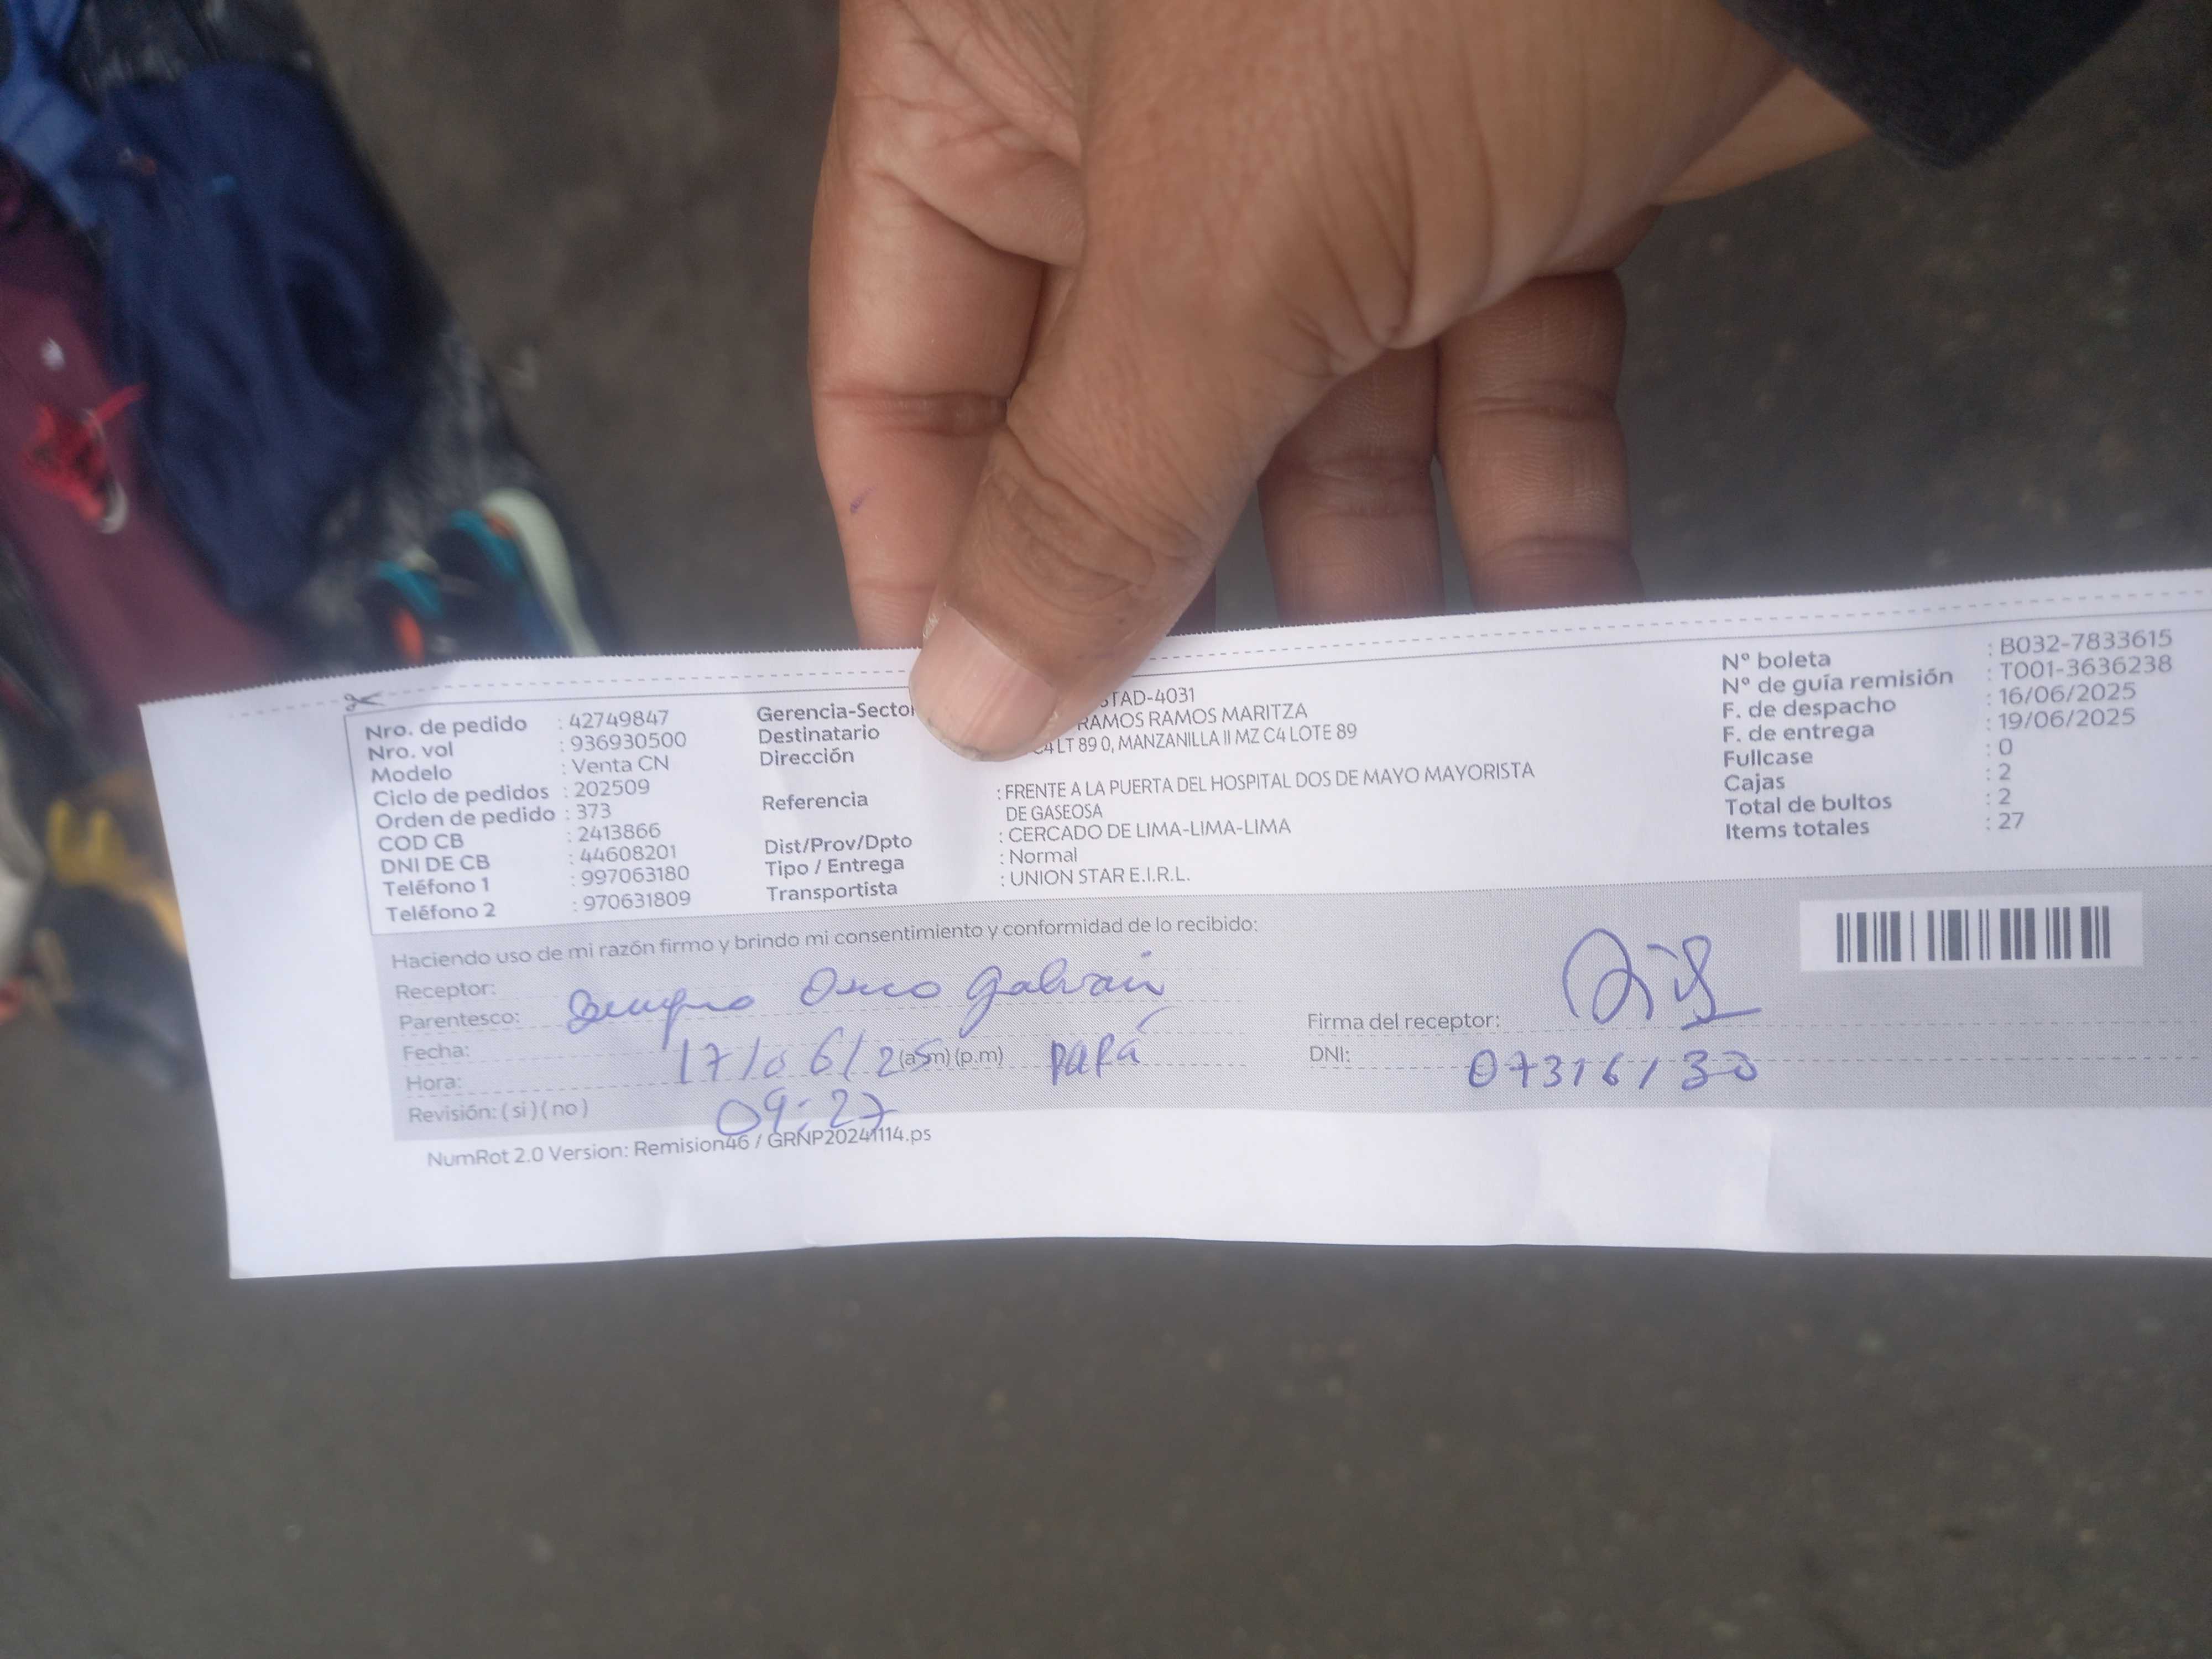 Nro. de pedido : 42749847
Nro. vol : 936930500
Modelo : Venta CN
Ciclo de pedidos : 202509
Orden de pedido : 373
COD CB : 2413866
DNI DE CB : 44608201
Teléfono 1 : 997063180
Teléfono 2 : 970631809
Gerencia-Sector TAD-4031
Destinatario RAMOS RAMOS MARITZA
Dirección C4 LT 89 0, MANZANILLA II MZ C4 LOTE 89
Referencia : FRENTE A LA PUERTA DEL HOSPITAL DOS DE MAYO MAYORISTA
DE GASEOSA
Dist/Prov/Dpto : CERCADO DE LIMA-LIMA-LIMA
Tipo / Entrega : Normal
Transportista : UNION STAR E.I.R.L.
Nº boleta : B032-7833615
Nº de guía remisión : T001-3636238
F. de despacho : 16/06/2025
F. de entrega : 19/06/2025
Fullcase : 0
Cajas : 2
Total de bultos : 2
Items totales : 27
Haciendo uso de mi razón firmo y brindo mi consentimiento y conformidad de lo recibido:
Receptor: Galván
Parentesco: papá
Fecha: 17/06/25 (a.m) (p.m)
Hora: 09:27
Revisión: ( si ) ( no )
Firma del receptor:
DNI: 07316130
NumRot 2.0 Version: Remision46 / GRNP20241114.ps